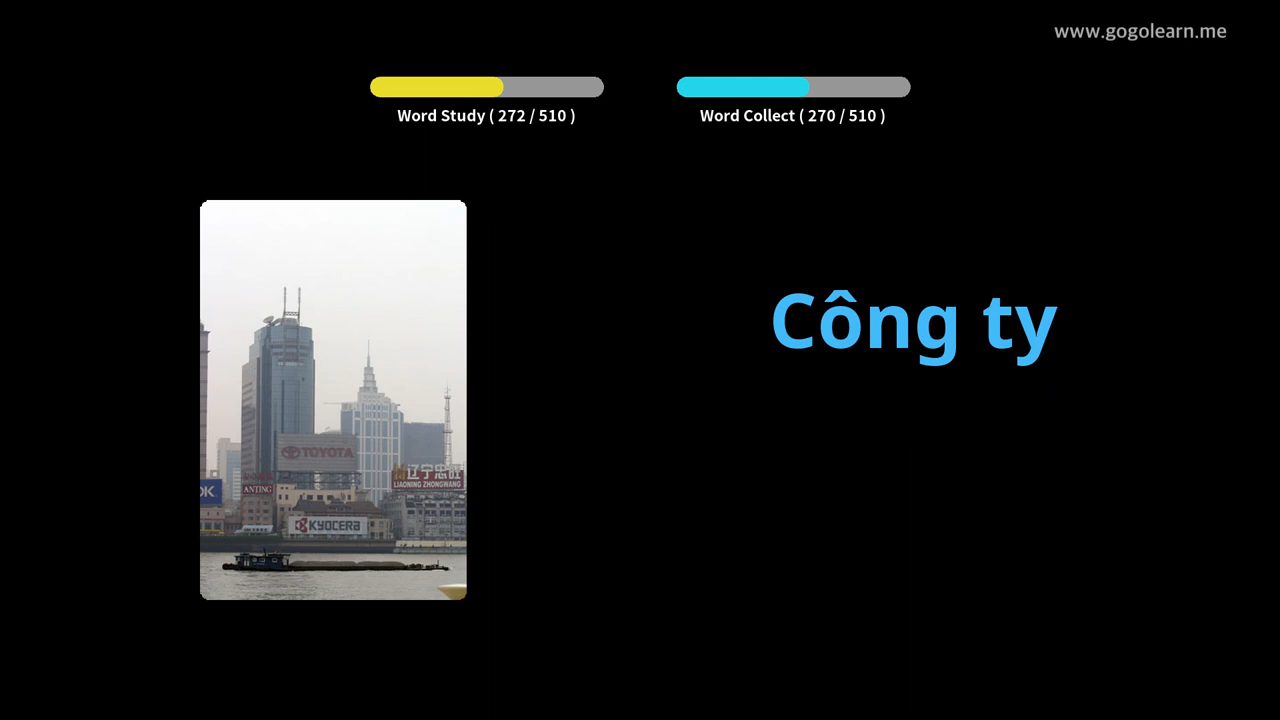 www.gogolearn.me
Word Study ( 272 / 510 )
Word Collect ( 270 / 510 )
Công ty
TOYOTA
辽宁忠旺
LIAONING ZHONGWANG
OK
ANTING
KYOCERA